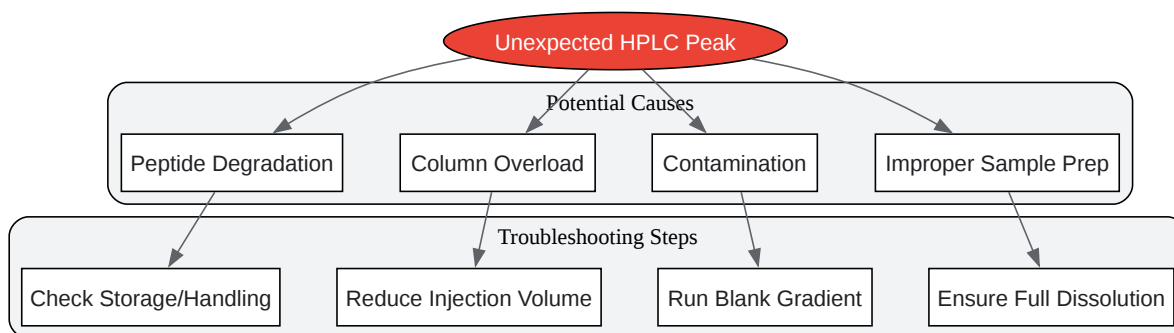 Unexpected HPLC Peak
Potential Causes
Peptide Degradation
Column Overload
Contamination
Improper Sample Prep
Troubleshooting Steps
Check Storage/Handling
Reduce Injection Volume
Run Blank Gradient
Ensure Full Dissolution